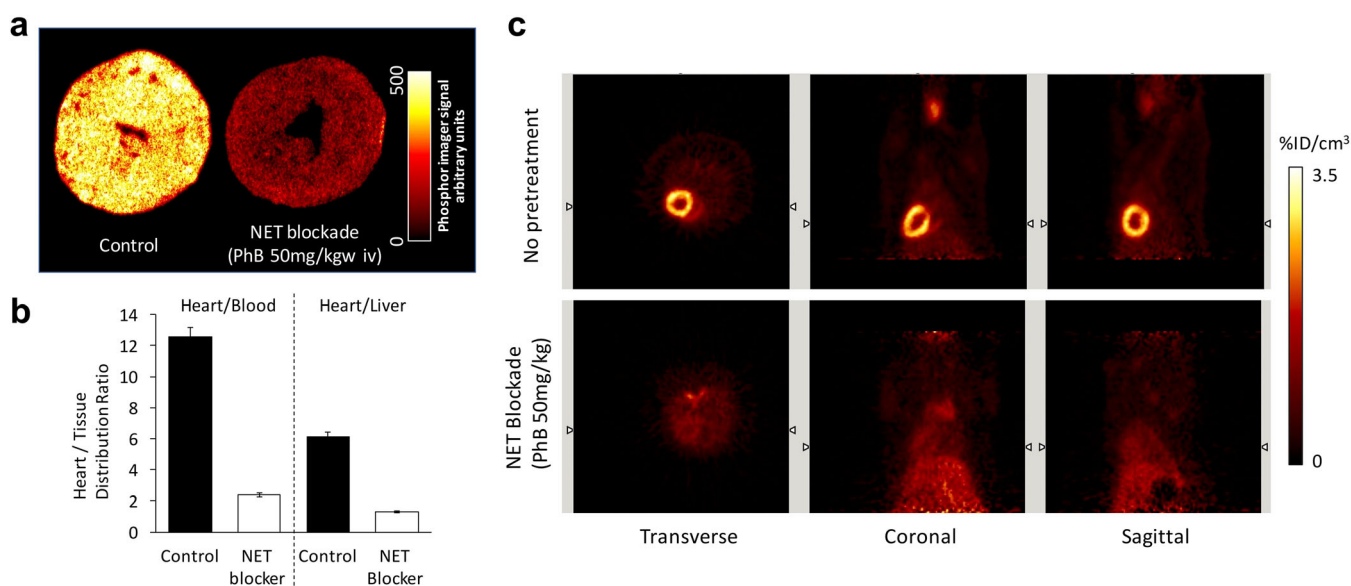 a
500
0
Phosphor imager signal
arbitrary units
Control
NET blockade
(PhB 50mg/kgw iv)
b
Heart/Blood
Heart/Liver
14
12
10
8
6
4
2
0
Heart / Tissue
Distribution Ratio
Control
NET
blocker
Control
NET
Blocker
c
No pretreatment
NET Blockade
(PhB 50mg/kg)
%ID/cm³
3.5
0
Transverse
Coronal
Sagittal